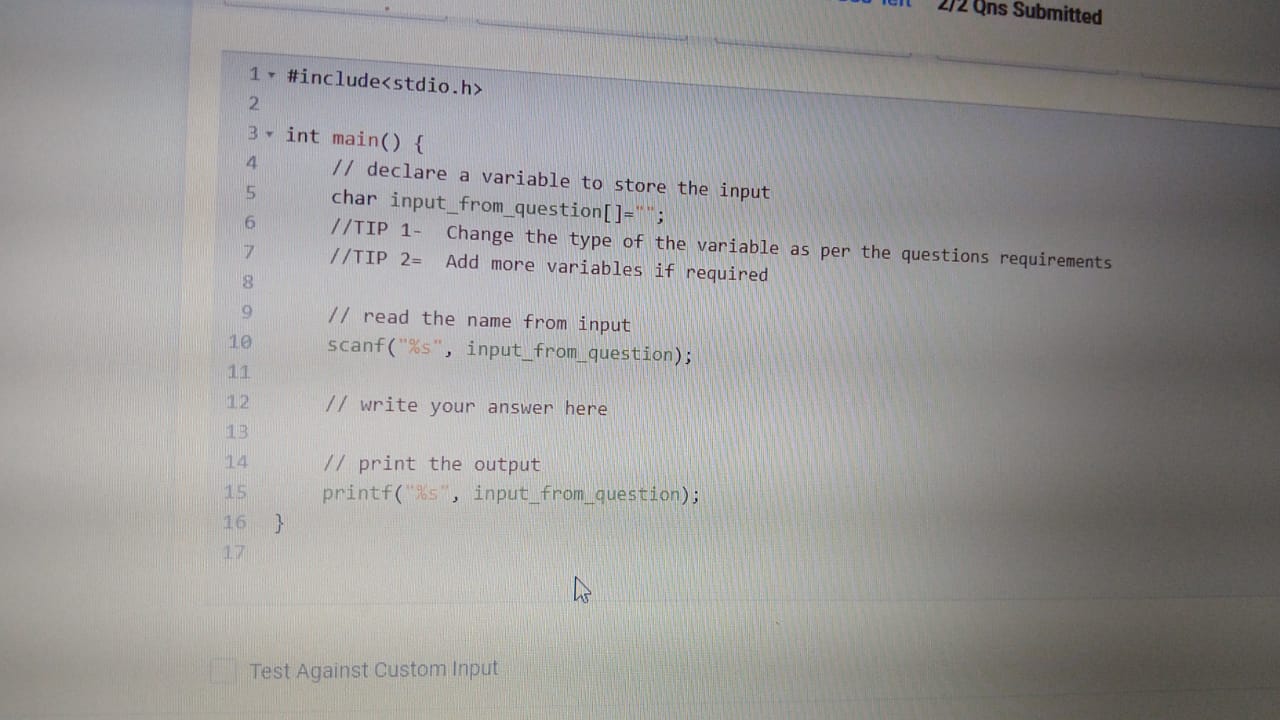 left 2/2 Qns Submitted
1 #include<stdio.h>
2
3 int main() {
4 // declare a variable to store the input
5 char input_from_question[]="";
6 //TIP 1- Change the type of the variable as per the questions requirements
7 //TIP 2= Add more variables if required
8
9 // read the name from input
10 scanf("%s", input_from_question);
11
12 // write your answer here
13
14 // print the output
15 printf("%s", input_from_question);
16 }
17
Test Against Custom Input